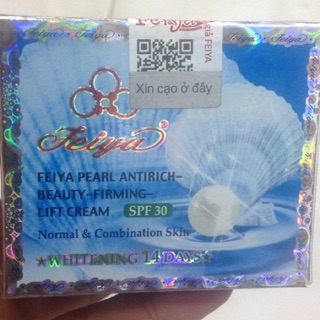 FEIYA
Xin cạo ở đây
Feiya
FEIYA PEARL ANTIRICH-
BEAUTY-FIRMING-
LIFT CREAM SPF 30
Normal & Combination Skin
★WHITENING 14 DAYS★